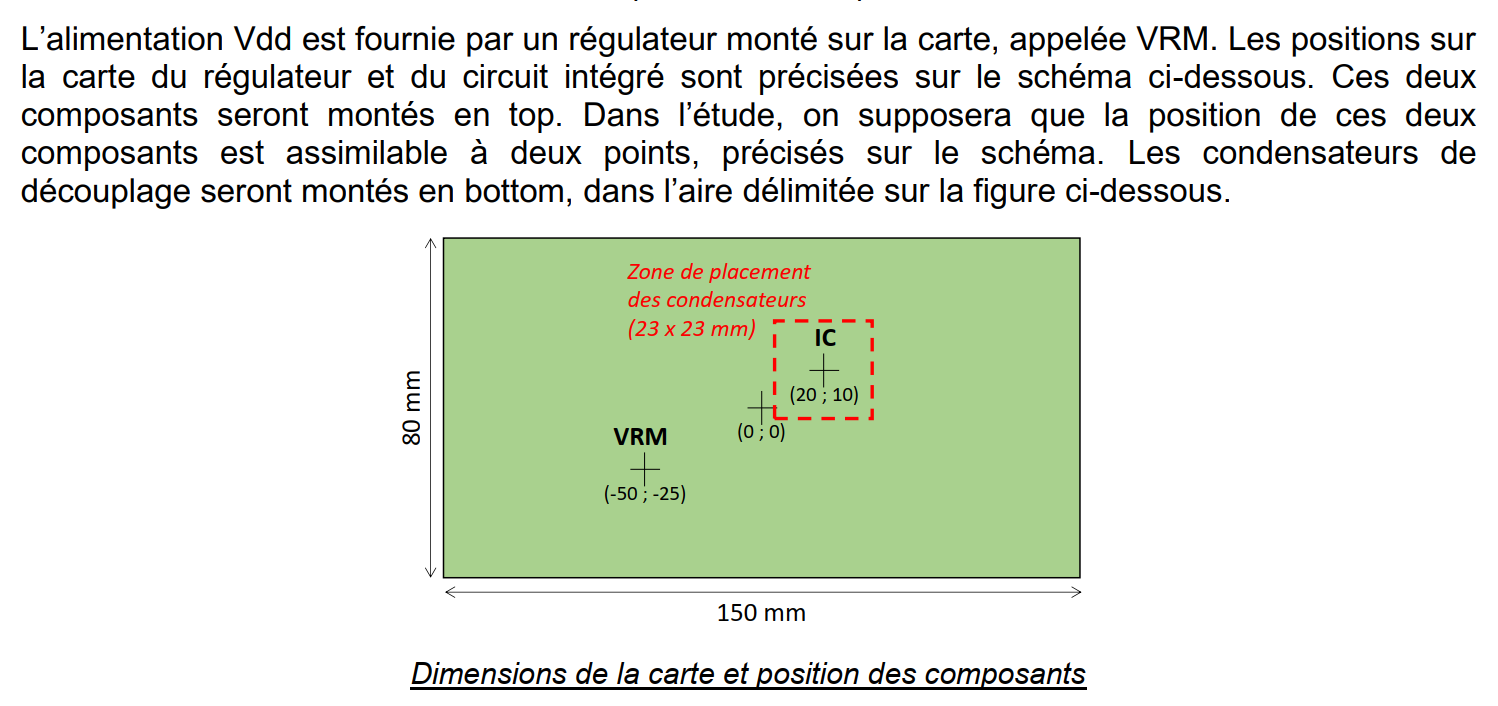 L’alimentation Vdd est fournie par un régulateur monté sur la carte, appelée VRM. Les positions sur
la carte du régulateur et du circuit intégré sont précisées sur le schéma ci-dessous. Ces deux
composants seront montés en top. Dans l’étude, on supposera que la position de ces deux
composants est assimilable à deux points, précisés sur le schéma. Les condensateurs de
découplage seront montés en bottom, dans l’aire délimitée sur la figure ci-dessous.
Zone de placement
des condensateurs
(23 x 23 mm)
IC
(20 ; 10)
(0 ; 0)
VRM
(-50 ; -25)
80 mm
150 mm
Dimensions de la carte et position des composants